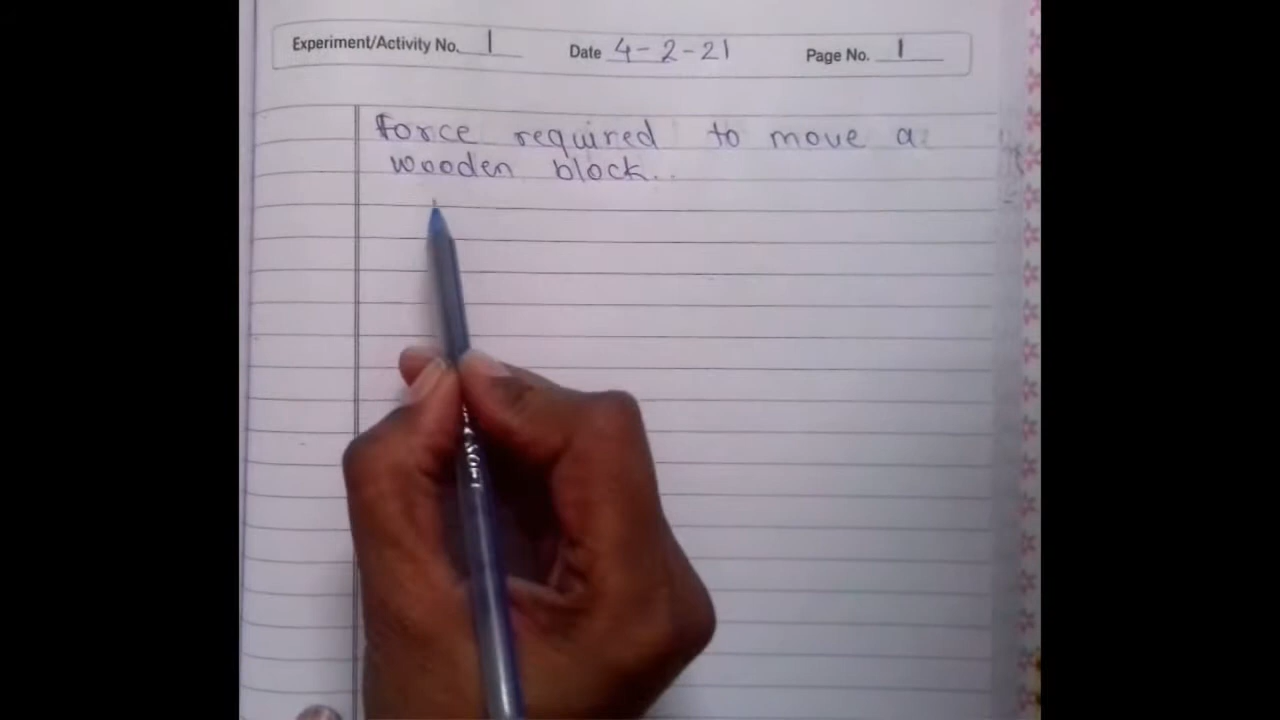 Experiment/Activity No. 1 Date 4-2-21 Page No. 1
Force required to move a
wooden block..